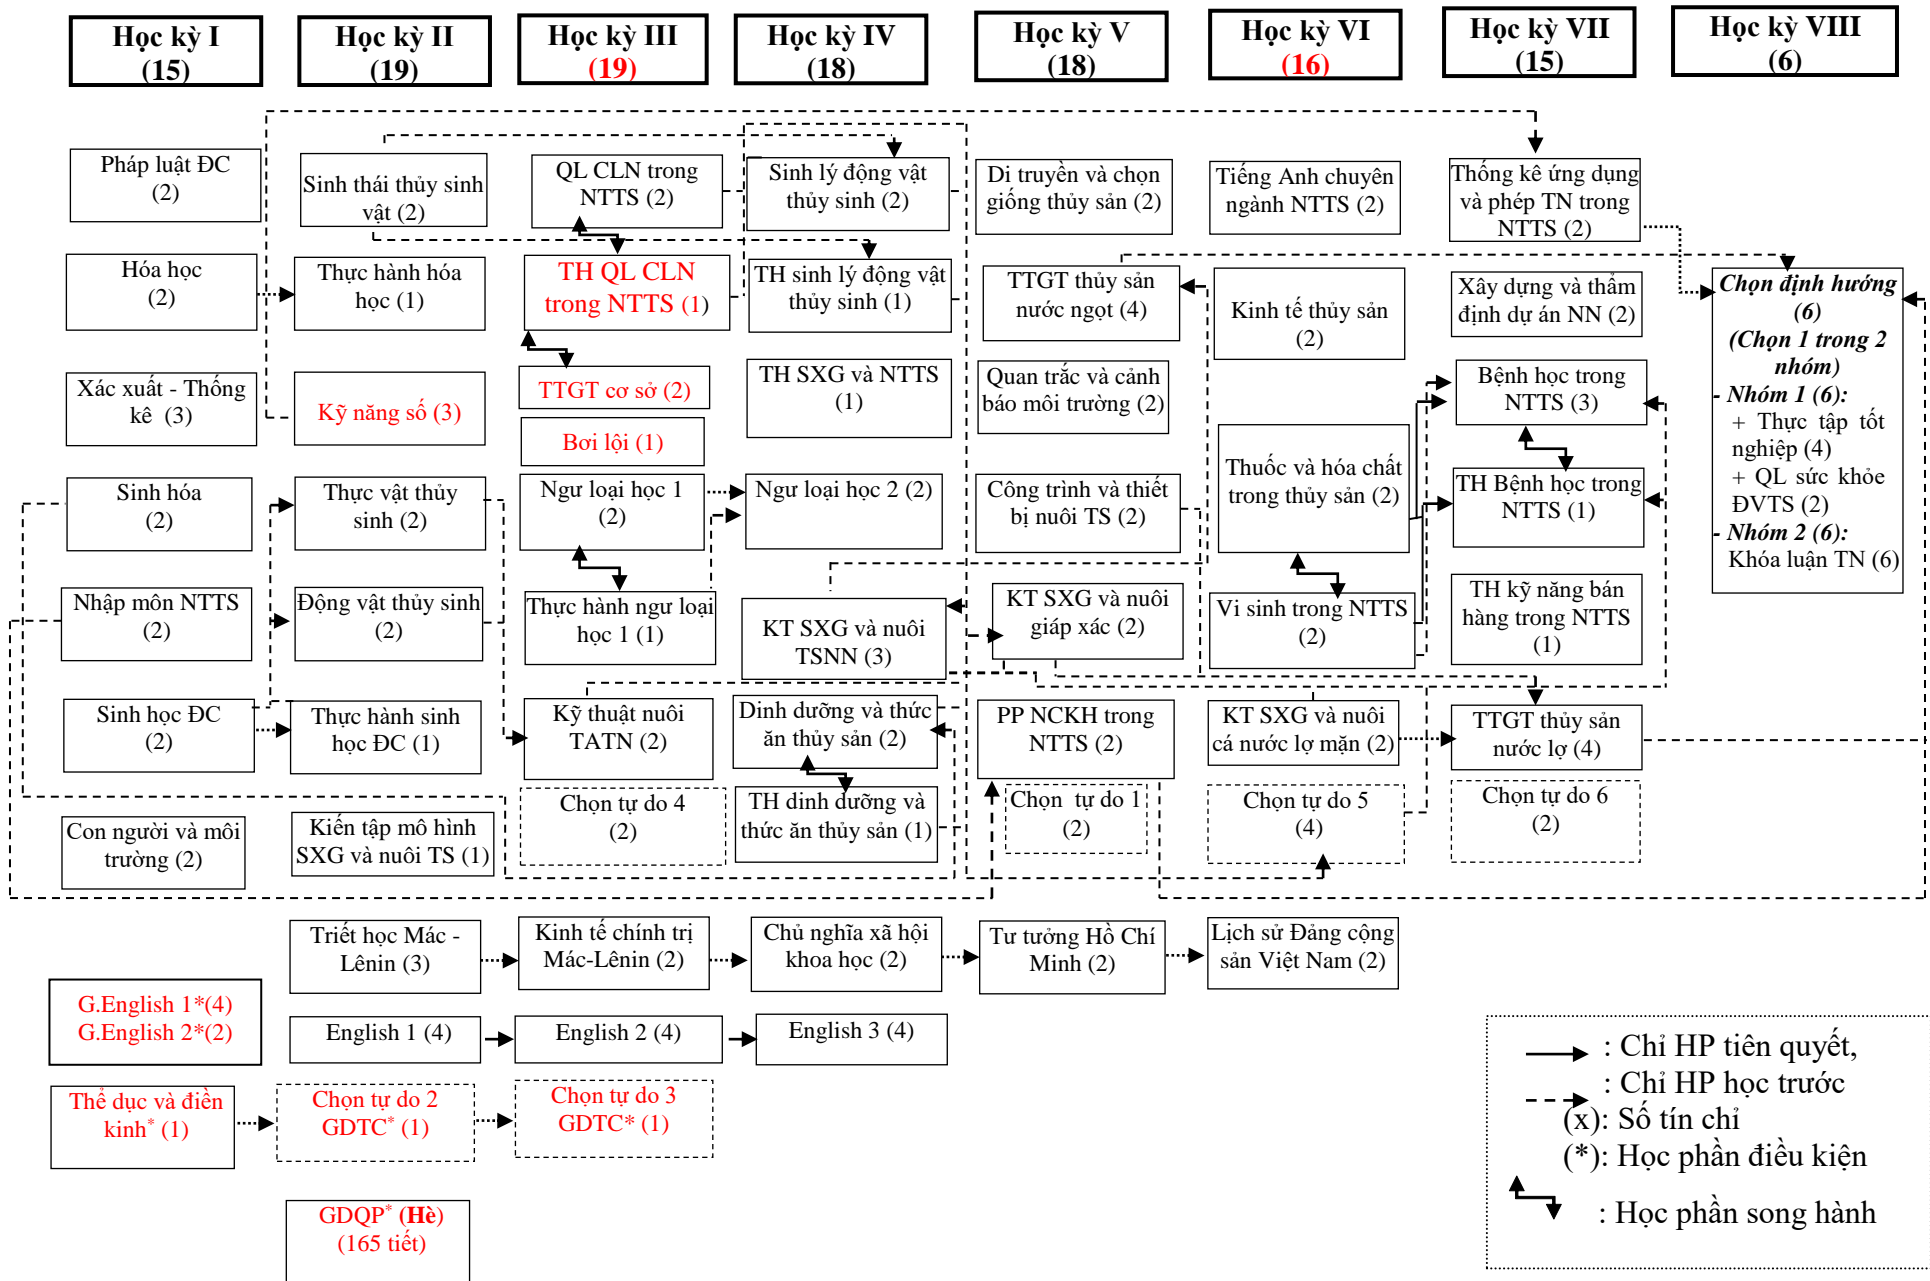 Học kỳ I
(15)
Học kỳ II
(19)
Học kỳ III
(19)
Học kỳ IV
(18)
Học kỳ V
(18)
Học kỳ VI
(16)
Học kỳ VII
(15)
Học kỳ VIII
(6)
Pháp luật ĐC
(2)
Sinh thái thủy sinh
vật (2)
QL CLN trong
NTTS (2)
Sinh lý động vật
thủy sinh (2)
Di truyền và chọn
giống thủy sản (2)
Tiếng Anh chuyên
ngành NTTS (2)
Thống kê ứng dụng
và phép TN trong
NTTS (2)
Hóa học
(2)
Thực hành hóa
học (1)
TH QL CLN
trong NTTS (1)
TH sinh lý động vật
thủy sinh (1)
TTGT thủy sản
nước ngọt (4)
Kinh tế thủy sản
(2)
Xây dựng và thẩm
định dự án NN (2)
Chọn định hướng
(6)
(Chọn 1 trong 2
nhóm)
- Nhóm 1 (6):
+ Thực tập tốt
nghiệp (4)
+ QL sức khỏe
ĐVTS (2)
- Nhóm 2 (6):
Khóa luận TN (6)
Xác xuất - Thống
kê (3)
Kỹ năng số (3)
TTGT cơ sở (2)
Bơi lội (1)
TH SXG và NTTS
(1)
Quan trắc và cảnh
báo môi trường (2)
Bệnh học trong
NTTS (3)
Sinh hóa
(2)
Thực vật thủy
sinh (2)
Ngư loại học 1
(2)
Ngư loại học 2 (2)
Công trình và thiết
bị nuôi TS (2)
Thuốc và hóa chất
trong thủy sản (2)
TH Bệnh học trong
NTTS (1)
Nhập môn NTTS
(2)
Động vật thủy sinh
(2)
Thực hành ngư loại
học 1 (1)
KT SXG và nuôi
TSNN (3)
KT SXG và nuôi
giáp xác (2)
Vi sinh trong NTTS
(2)
TH kỹ năng bán
hàng trong NTTS
(1)
Sinh học ĐC
(2)
Thực hành sinh
học ĐC (1)
Kỹ thuật nuôi
TATN (2)
Dinh dưỡng và thức
ăn thủy sản (2)
PP NCKH trong
NTTS (2)
KT SXG và nuôi
cá nước lợ mặn (2)
TTGT thủy sản
nước lợ (4)
Con người và môi
trường (2)
Kiến tập mô hình
SXG và nuôi TS (1)
Chọn tự do 4
(2)
TH dinh dưỡng và
thức ăn thủy sản (1)
Chọn tự do 1
(2)
Chọn tự do 5
(4)
Chọn tự do 6
(2)
Triết học Mác -
Lênin (3)
Kinh tế chính trị
Mác-Lênin (2)
Chủ nghĩa xã hội
khoa học (2)
Tư tưởng Hồ Chí
Minh (2)
Lịch sử Đảng cộng
sản Việt Nam (2)
G.English 1*(4)
G.English 2*(2)
English 1 (4)
English 2 (4)
English 3 (4)
Thể dục và điền
kinh* (1)
Chọn tự do 2
GDTC* (1)
Chọn tự do 3
GDTC* (1)
GDQP* (Hè)
(165 tiết)
: Chỉ HP tiên quyết,
: Chỉ HP học trước
(x): Số tín chỉ
(*): Học phần điều kiện
: Học phần song hành